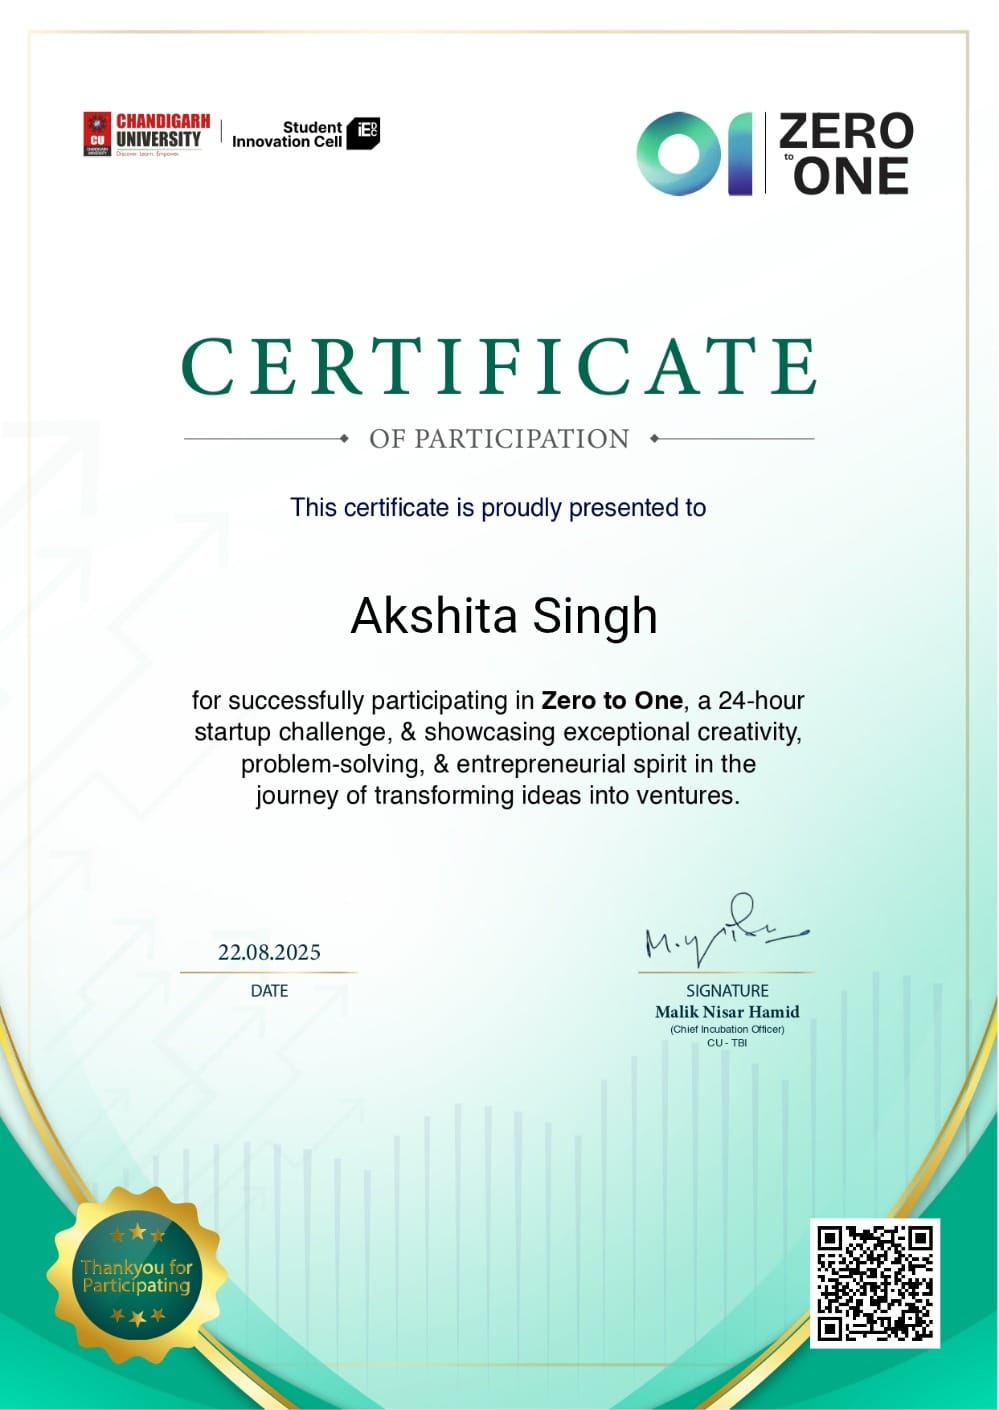 CHANDIGARH
UNIVERSITY
Discover. Learn. Empower.
CU
CHANDIGARH
UNIVERSITY
Student
Innovation Cell
iEDC
01
ZERO
to
ONE
CERTIFICATE
OF PARTICIPATION
This certificate is proudly presented to
Akshita Singh
for successfully participating in Zero to One, a 24-hour
startup challenge, & showcasing exceptional creativity,
problem-solving, & entrepreneurial spirit in the
journey of transforming ideas into ventures.
22.08.2025
DATE
SIGNATURE
Malik Nisar Hamid
(Chief Incubation Officer)
CU - TBI
Thankyou for
Participating